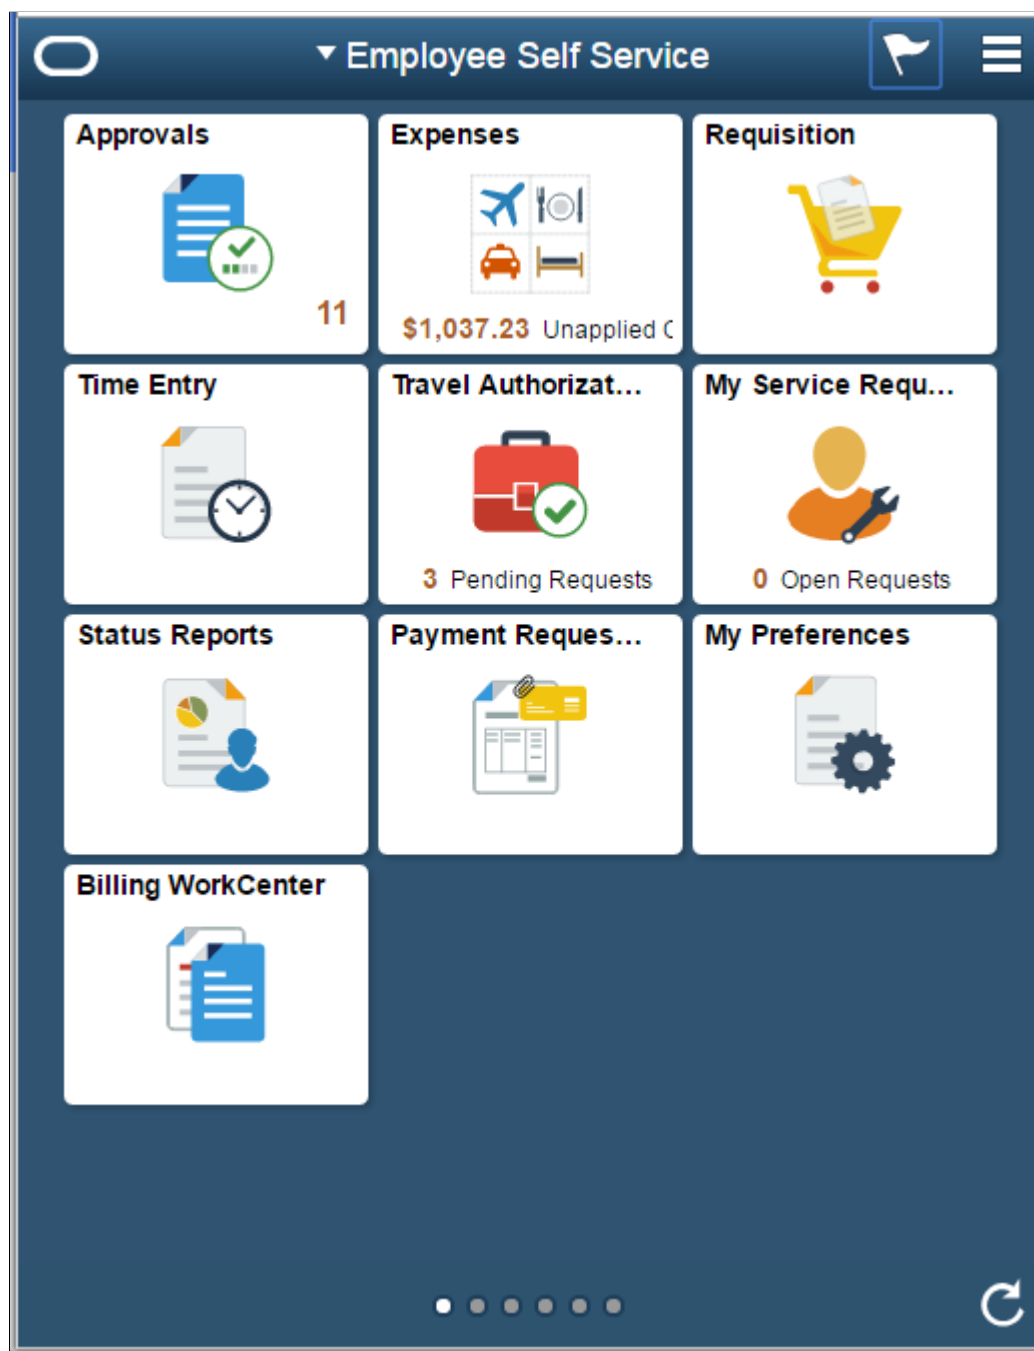 Employee Self Service
Approvals
11
Expenses
$1,037.23 Unapplied
Requisition
Time Entry
Travel Authorizat...
3 Pending Requests
My Service Requ...
0 Open Requests
Status Reports
Payment Reques...
My Preferences
Billing WorkCenter